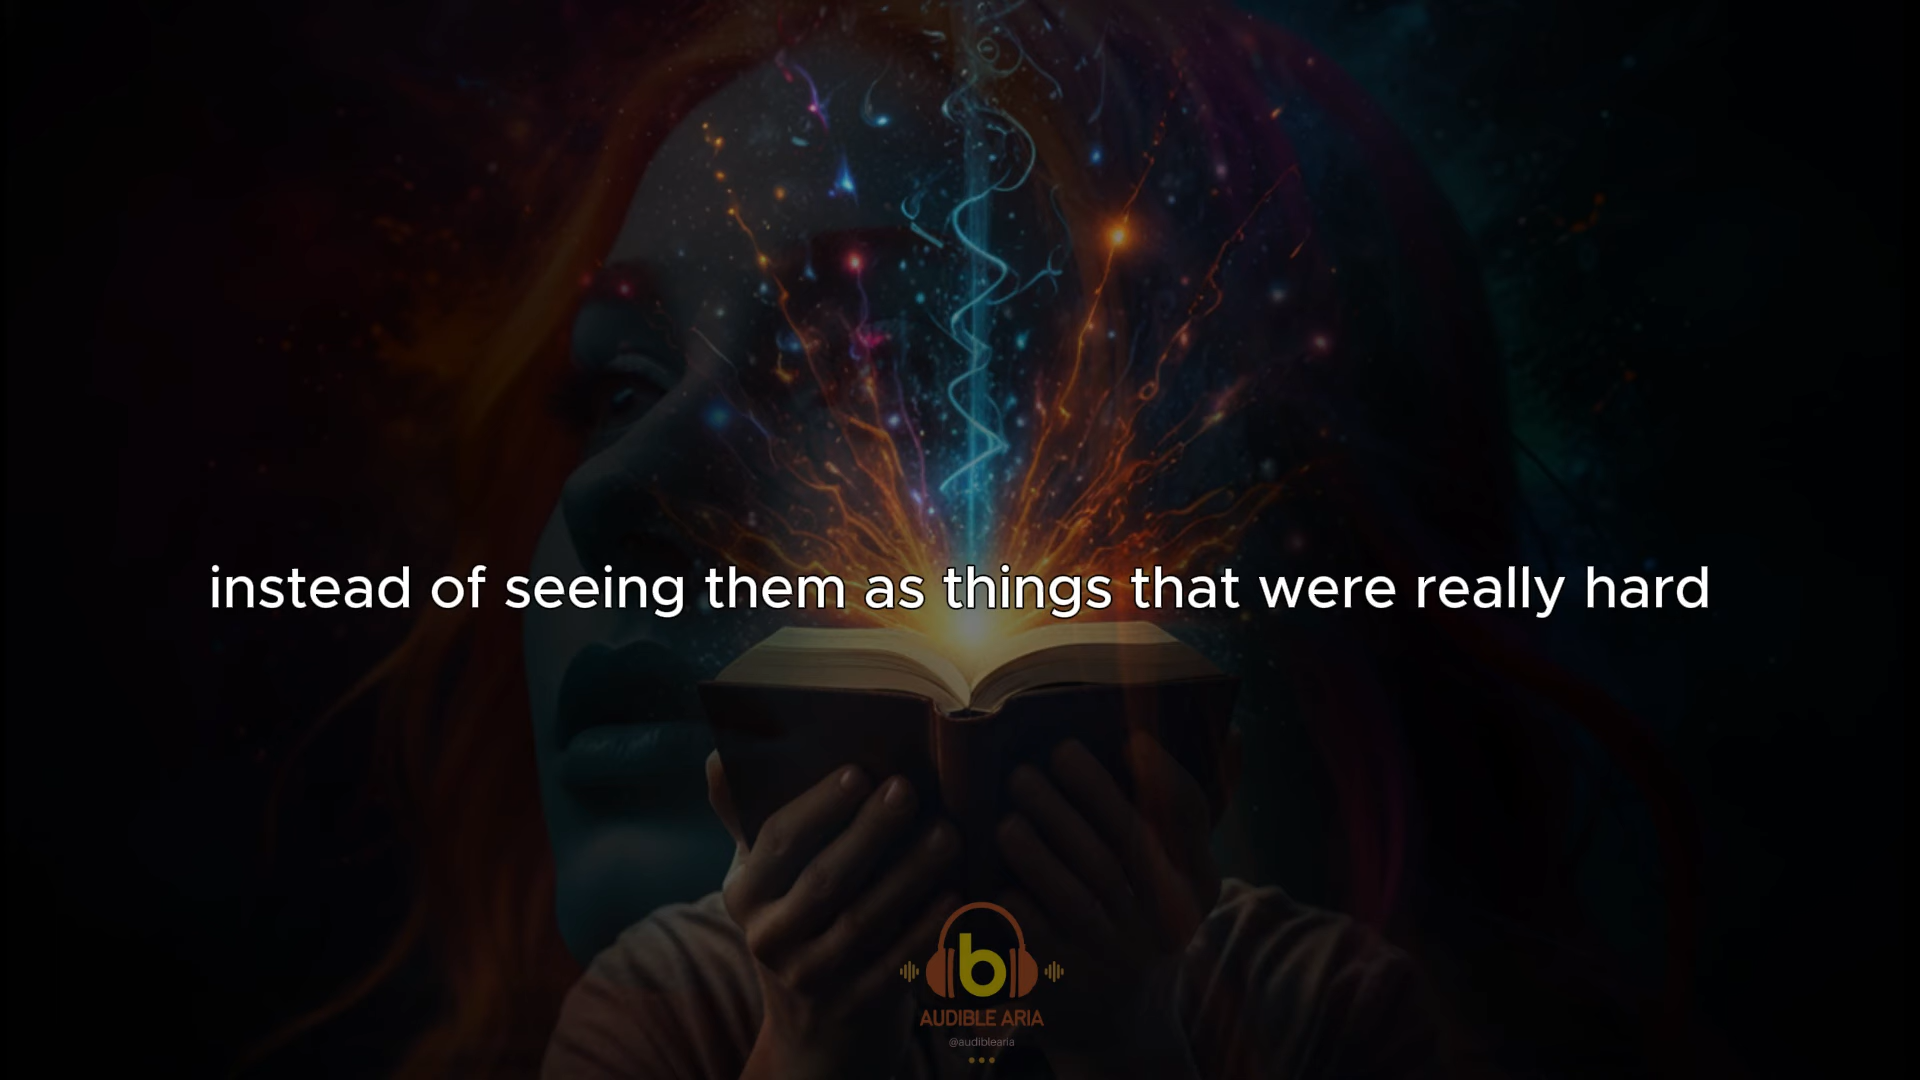 instead of seeing them as things that were really hard
b
AUDIBLE ARIA
@audiblearia